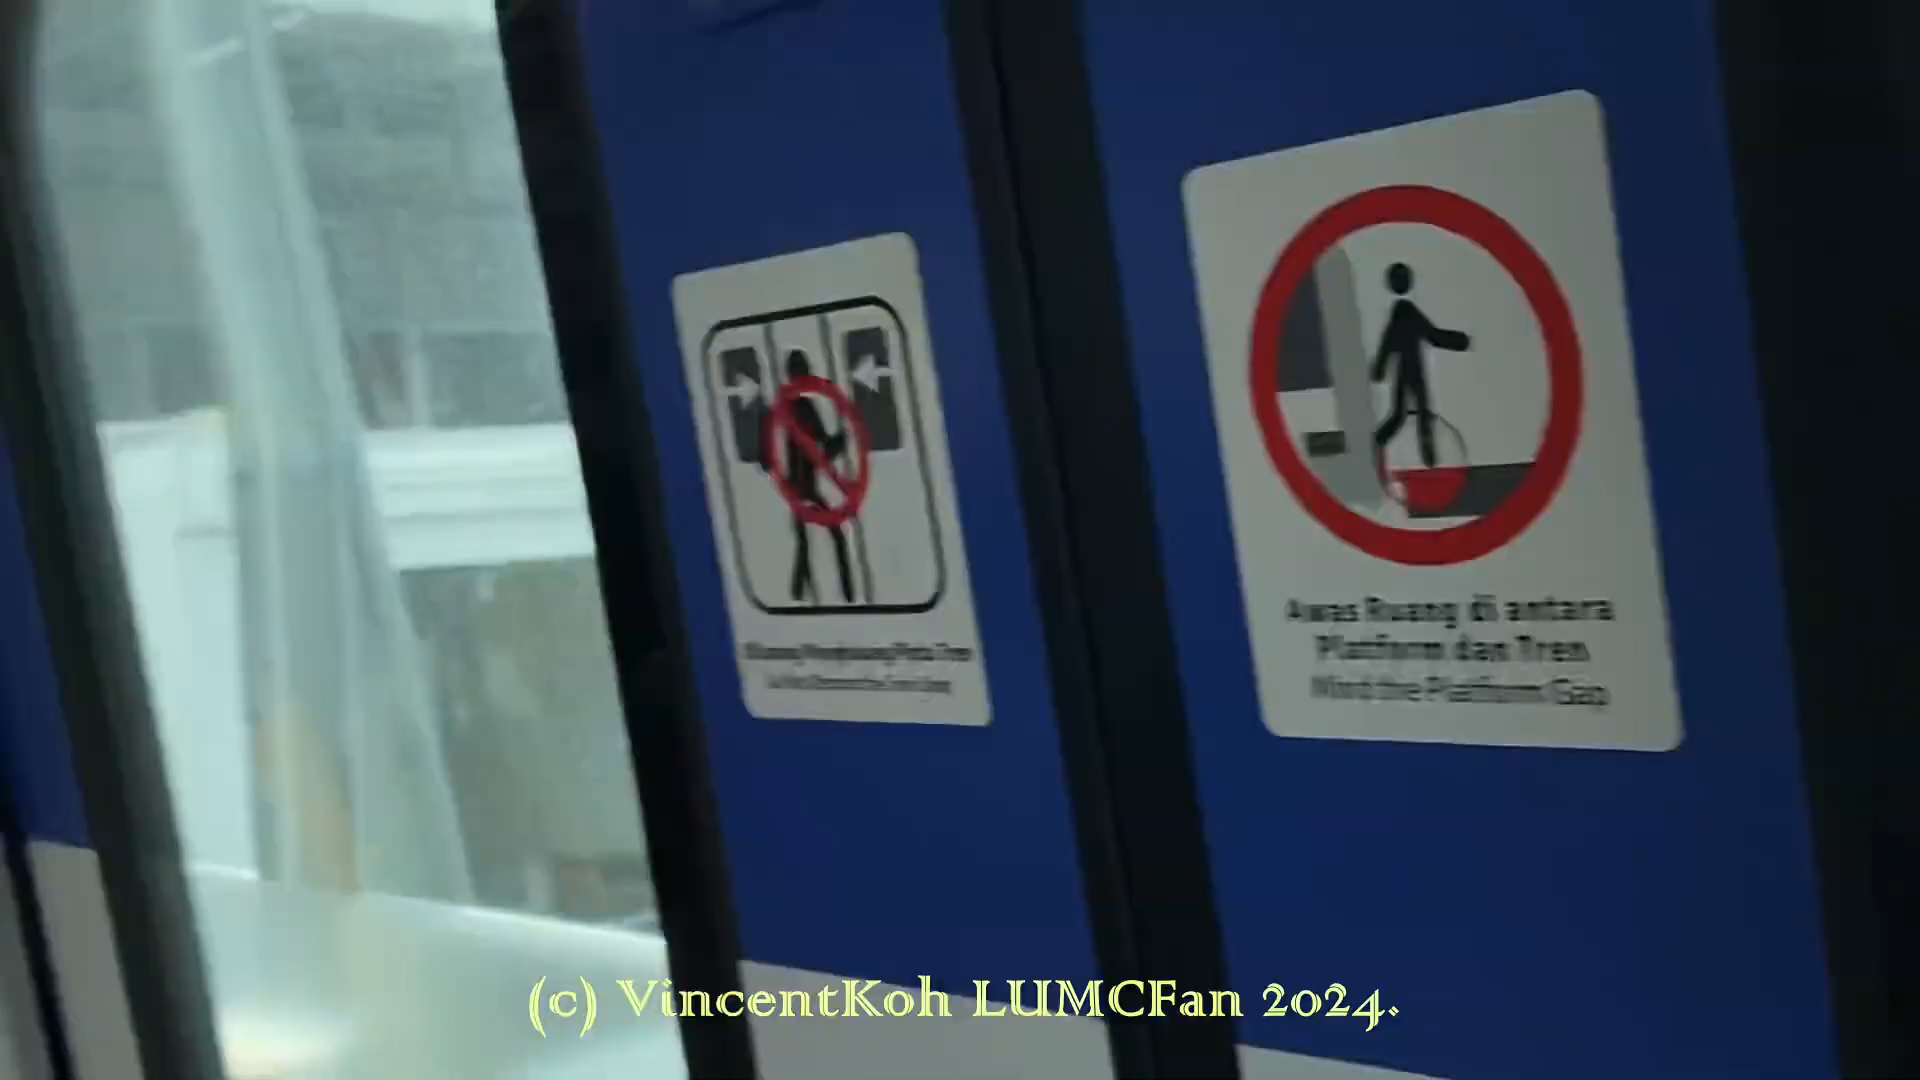 Awas Ruang di antara
Platform dan Tren
Mind the Platform Gap
(c) VincentKoh LUMCFan 2024.